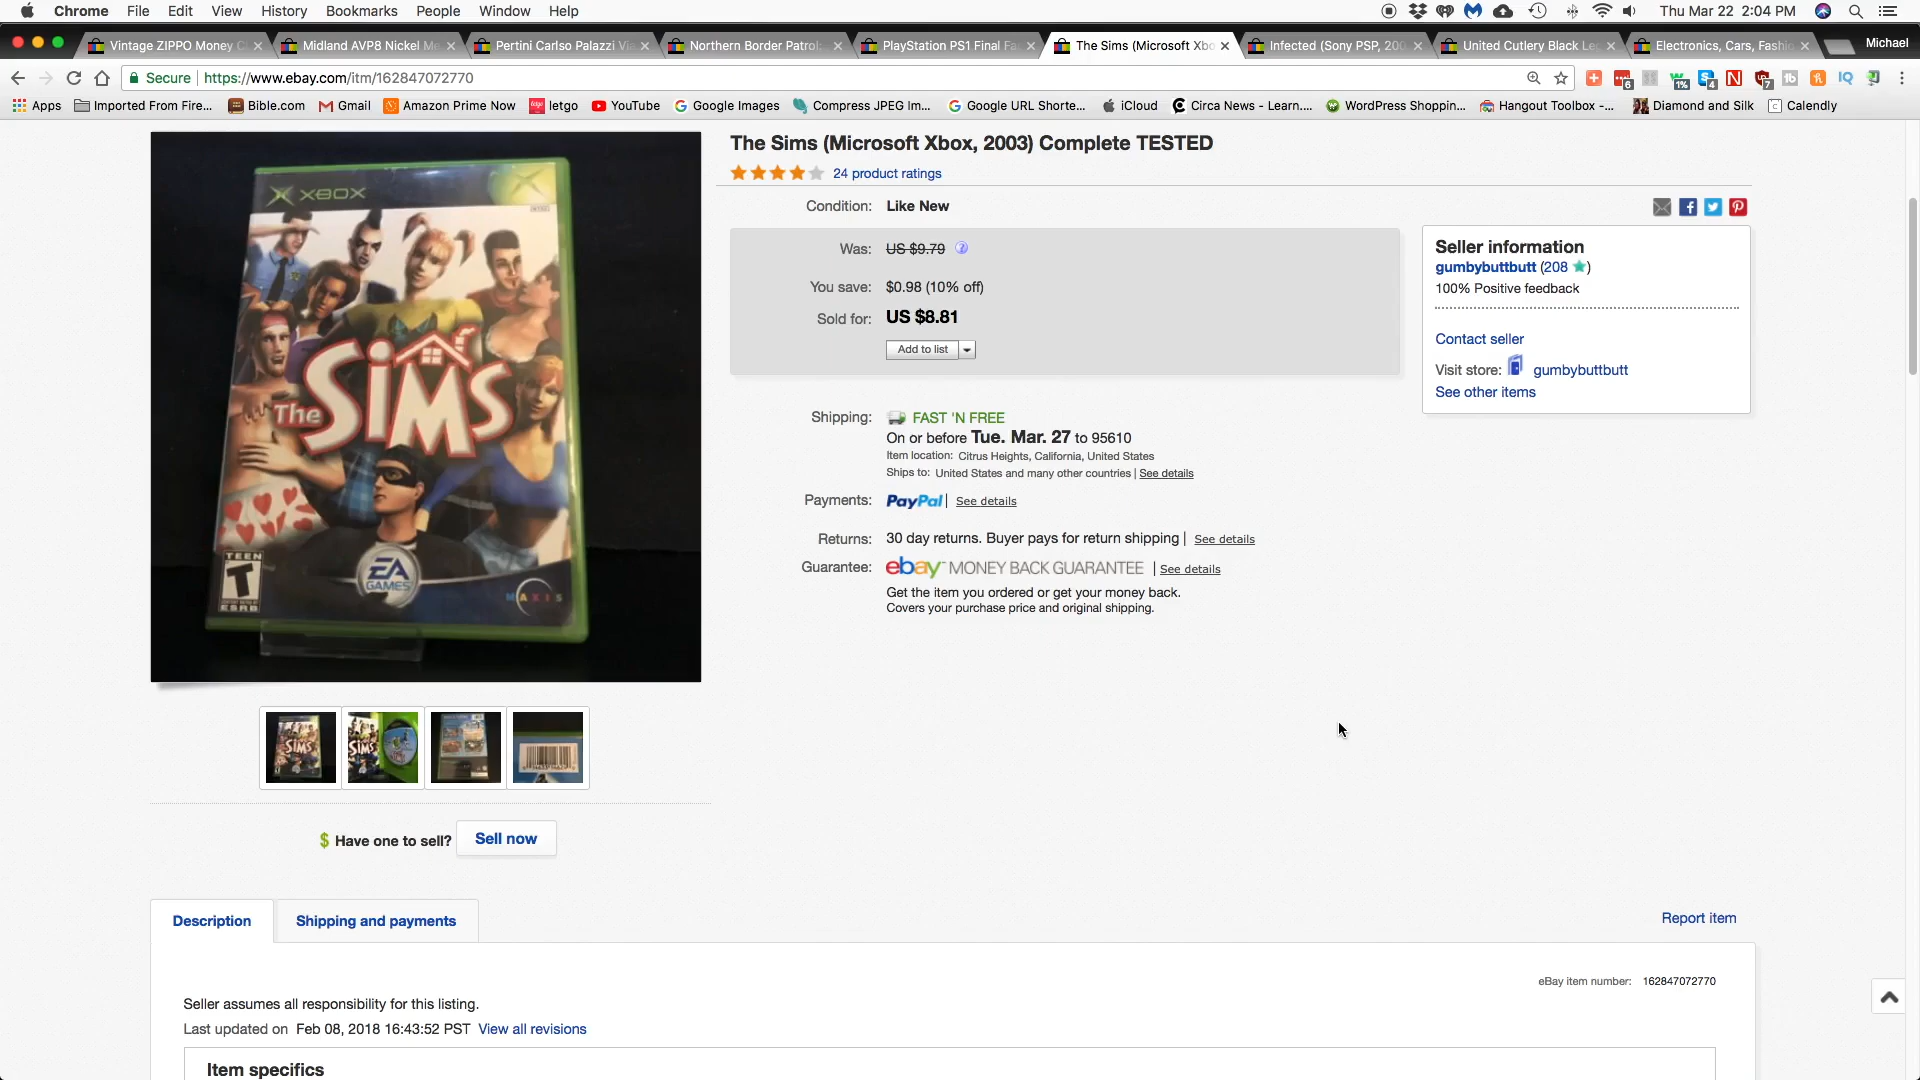 Chrome File Edit View History Bookmarks People Window Help Thu Mar 22 2:04 PM
Vintage ZIPPO Money C Midland AVP8 Nickel Me Pertini Carlso Palazzi Vi Northern Border Patrol; PlayStation PS1 Final Fa The Sims (Microsoft Xbo Infected (Sony PSP, 200 United Cutlery Black Le Electronics, Cars, Fashi Michael
Secure https://www.ebay.com/itm/162847072770
Apps Imported From Fire... Bible.com Gmail Amazon Prime Now letgo YouTube Google Images Compress JPEG Im... Google URL Shorte... iCloud Circa News - Learn.... WordPress Shoppin... Hangout Toolbox -... Diamond and Silk Calendly
XBOX
The SIMS
TEEN
T
ESRB
EA
GAMES
MAXIS
The Sims (Microsoft Xbox, 2003) Complete TESTED
24 product ratings
Condition: Like New
Was: US $9.79
You save: $0.98 (10% off)
Sold for: US $8.81
Add to list
Shipping: FAST 'N FREE
On or before Tue. Mar. 27 to 95610
Item location: Citrus Heights, California, United States
Ships to: United States and many other countries | See details
Payments: PayPal | See details
Returns: 30 day returns. Buyer pays for return shipping | See details
Guarantee: ebay MONEY BACK GUARANTEE | See details
Get the item you ordered or get your money back.
Covers your purchase price and original shipping.
Seller information
gumbybuttbutt (208 )
100% Positive feedback
Contact seller
Visit store: gumbybuttbutt
See other items
$ Have one to sell? Sell now
Description Shipping and payments Report item
eBay item number: 162847072770
Seller assumes all responsibility for this listing.
Last updated on Feb 08, 2018 16:43:52 PST View all revisions
Item specifics